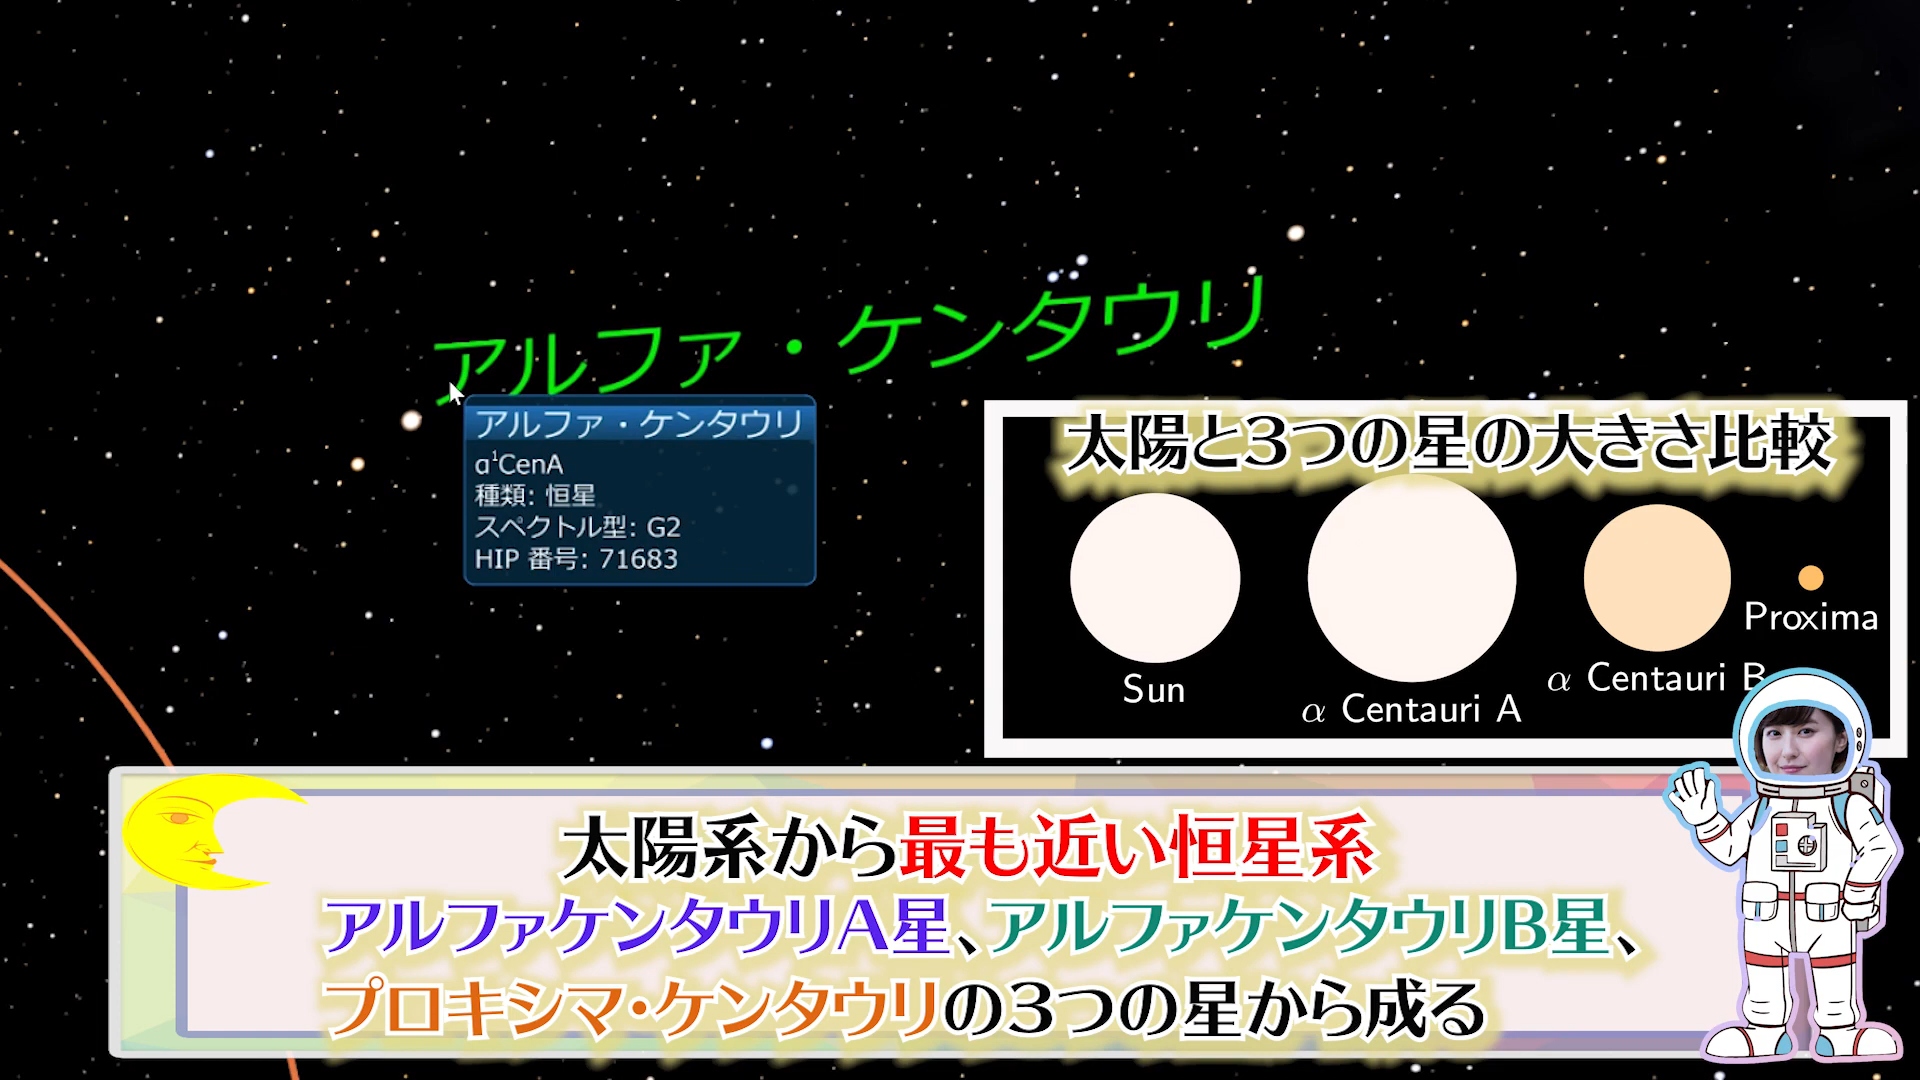 アルファ・ケンタウリ
アルファ・ケンタウリ
α¹CenA
種類: 恒星
スペクトル型: G2
HIP 番号: 71683
太陽と3つの星の大きさ比較
Sun
α Centauri A
α Centauri B
Proxima
太陽系から最も近い恒星系
アルファケンタウリA星、アルファケンタウリB星、
プロキシマ・ケンタウリの3つの星から成る